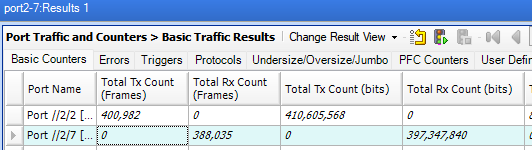 port2-7:Results 1
Port Traffic and Counters > Basic Traffic Results | Change Result View
Basic Counters Errors Triggers Protocols Undersize/Oversize/Jumbo PFC Counters User Defin
Port Name Total Tx Count (Frames) Total Rx Count (Frames) Total Tx Count (bits) Total Rx Count (bits)
Port //2/2 [... 400,982 0 410,605,568 0
Port //2/7 [... 0 388,035 0 397,347,840